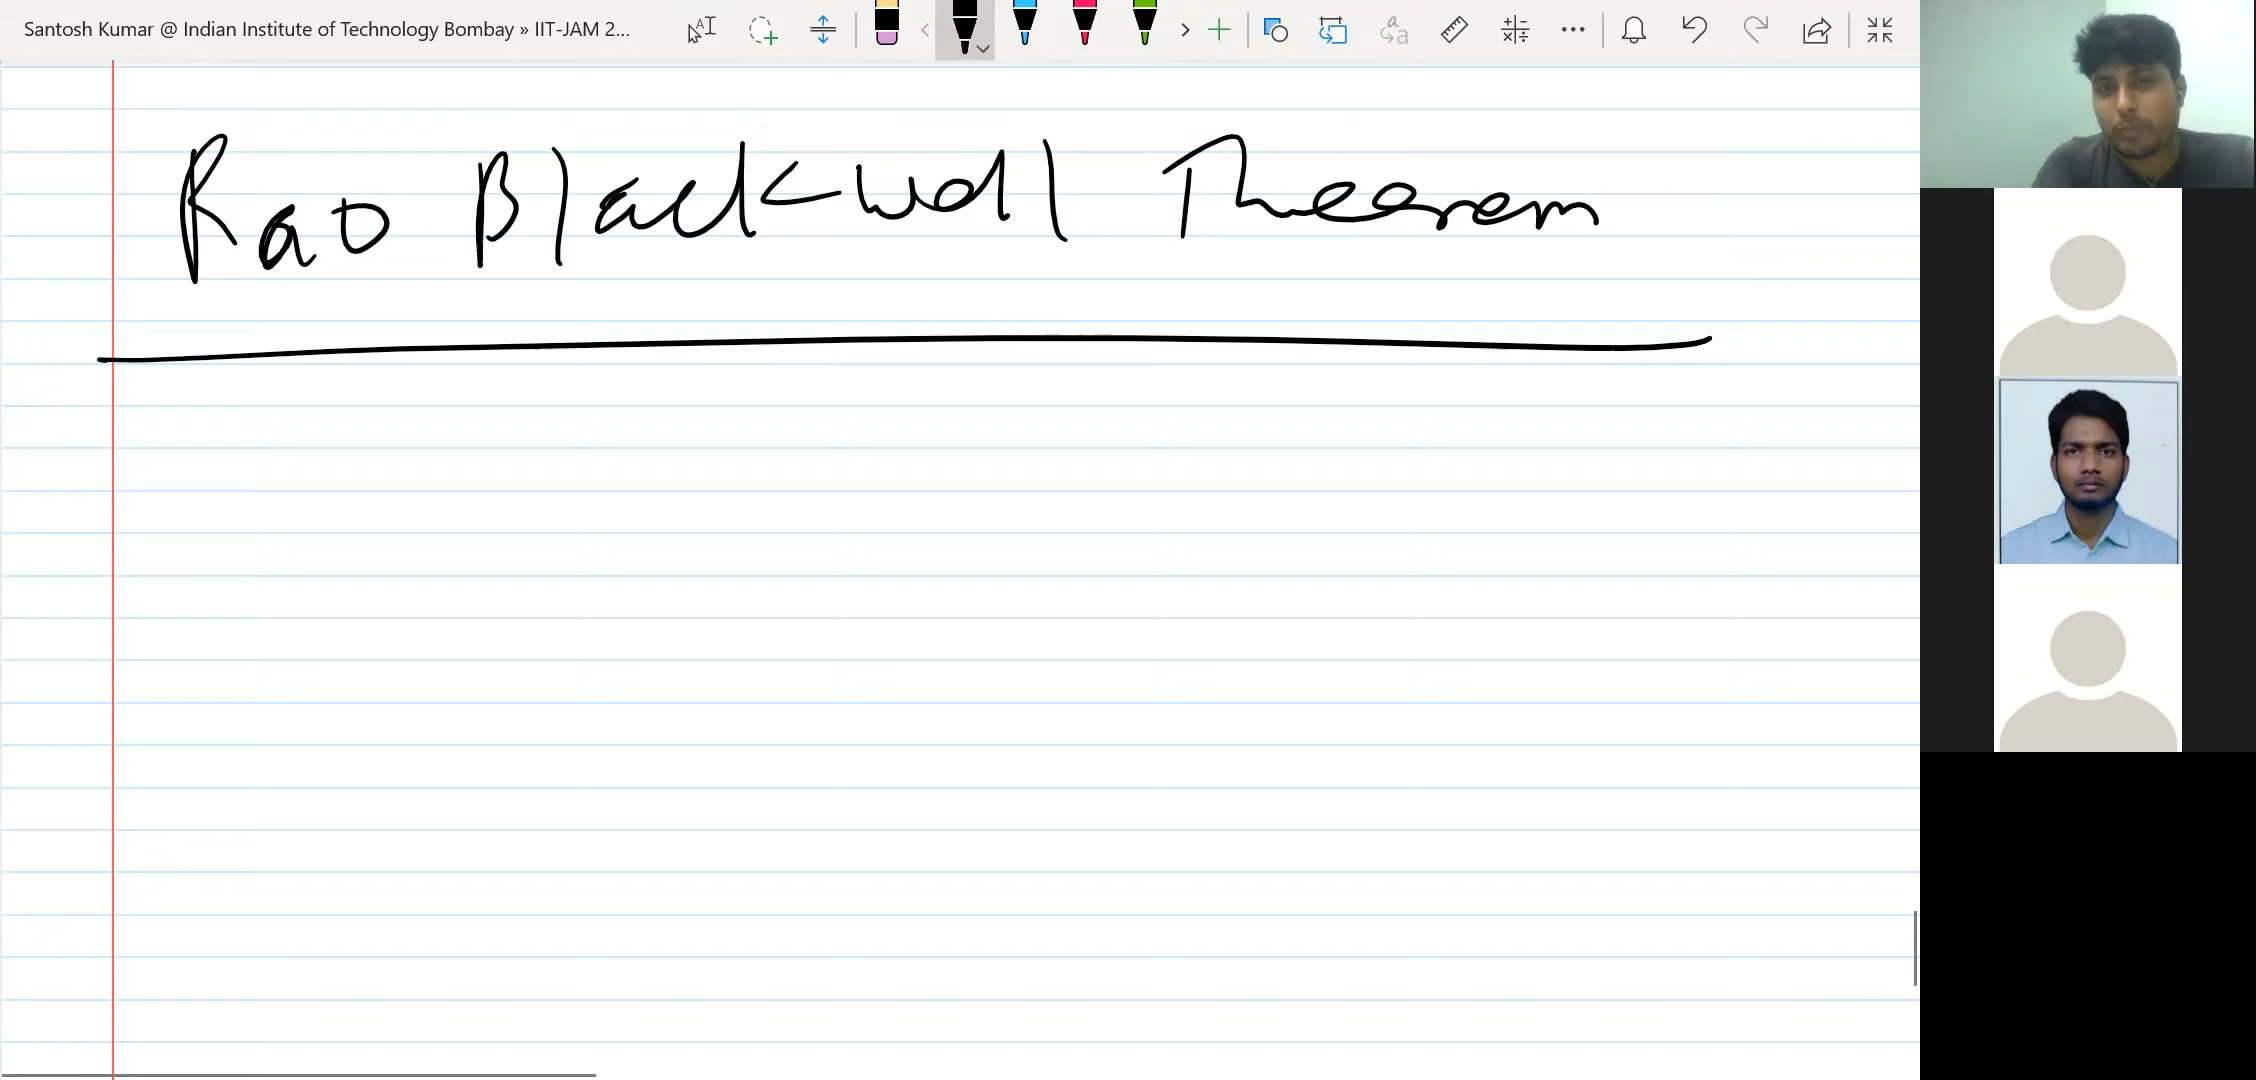 Santosh Kumar @ Indian Institute of Technology Bombay » IIT-JAM 2...
Rao Blackwell Theorem